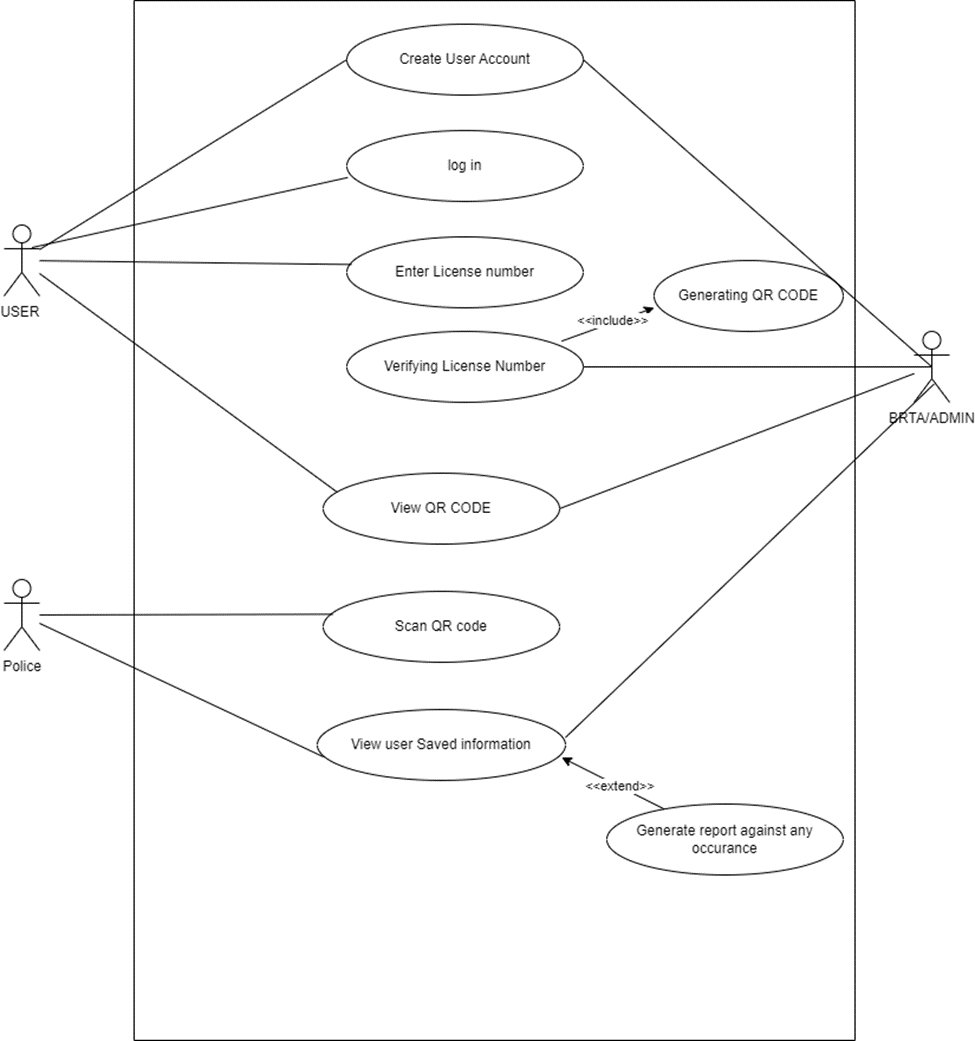 Create User Account
log in
USER
Enter License number
Generating QR CODE
<<include>>
Verifying License Number
BRTA/ADMIN
View QR CODE
Scan QR code
Police
View user Saved information
<<extend>>
Generate report against any
occurance